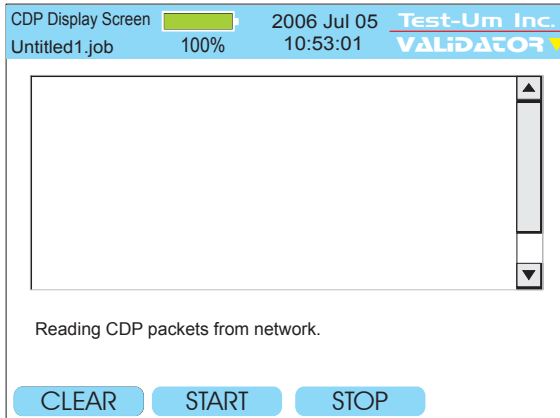 CDP Display Screen 2006 Jul 05 Test-Um Inc.
Untitled1.job 100% 10:53:01 VALiDATOR
Reading CDP packets from network.
CLEAR START STOP